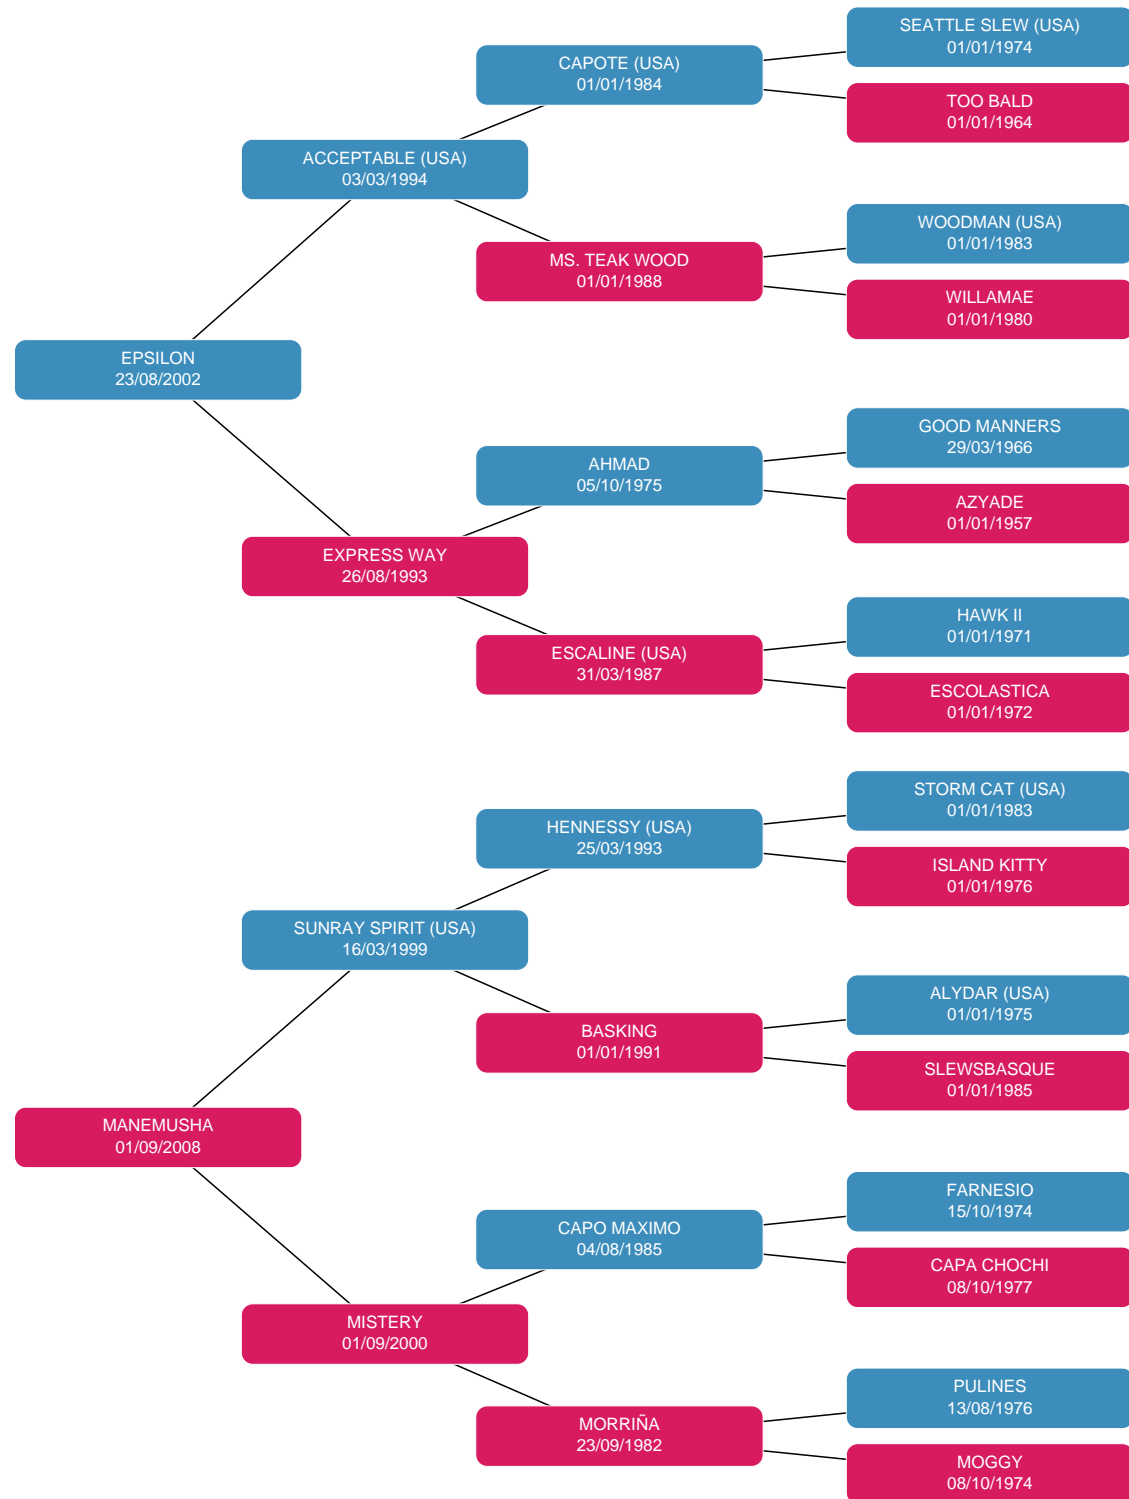 SEATTLE SLEW (USA)
01/01/1974
CAPOTE (USA)
01/01/1984
TOO BALD
01/01/1964
ACCEPTABLE (USA)
03/03/1994
WOODMAN (USA)
01/01/1983
MS. TEAK WOOD
01/01/1988
WILLAMAE
01/01/1980
EPSILON
23/08/2002
GOOD MANNERS
29/03/1966
AHMAD
05/10/1975
AZYADE
01/01/1957
EXPRESS WAY
26/08/1993
HAWK II
01/01/1971
ESCALINE (USA)
31/03/1987
ESCOLASTICA
01/01/1972
STORM CAT (USA)
01/01/1983
HENNESSY (USA)
25/03/1993
ISLAND KITTY
01/01/1976
SUNRAY SPIRIT (USA)
16/03/1999
ALYDAR (USA)
01/01/1975
BASKING
01/01/1991
SLEWSBASQUE
01/01/1985
MANEMUSHA
01/09/2008
FARNESIO
15/10/1974
CAPO MAXIMO
04/08/1985
CAPA CHOCHI
08/10/1977
MISTERY
01/09/2000
PULINES
13/08/1976
MORRIÑA
23/09/1982
MOGGY
08/10/1974